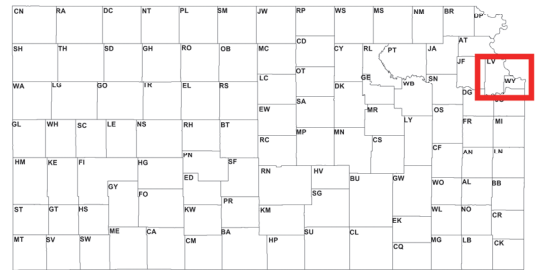 CN RA DC NT PL SM JW RP WS MS NM BR DP
AT
SH TH SD GH RO OB MC CD CY RL PT JA JF LV WY
WA LG GO TR EL RS LC OT DK GE WB SN DG
EW SA MR OS
GL WH SC LE NS RH BT LY FR MI
RC MP MN CS
HM KE FI HG PN SF RN HV CF AN LN
ED BU GW WO AL BB
GY FO SG
PR
ST GT HS KW KM WL NO CR
EK
MT SV SW ME CA CM BA HP SU CL CQ MG LB CK